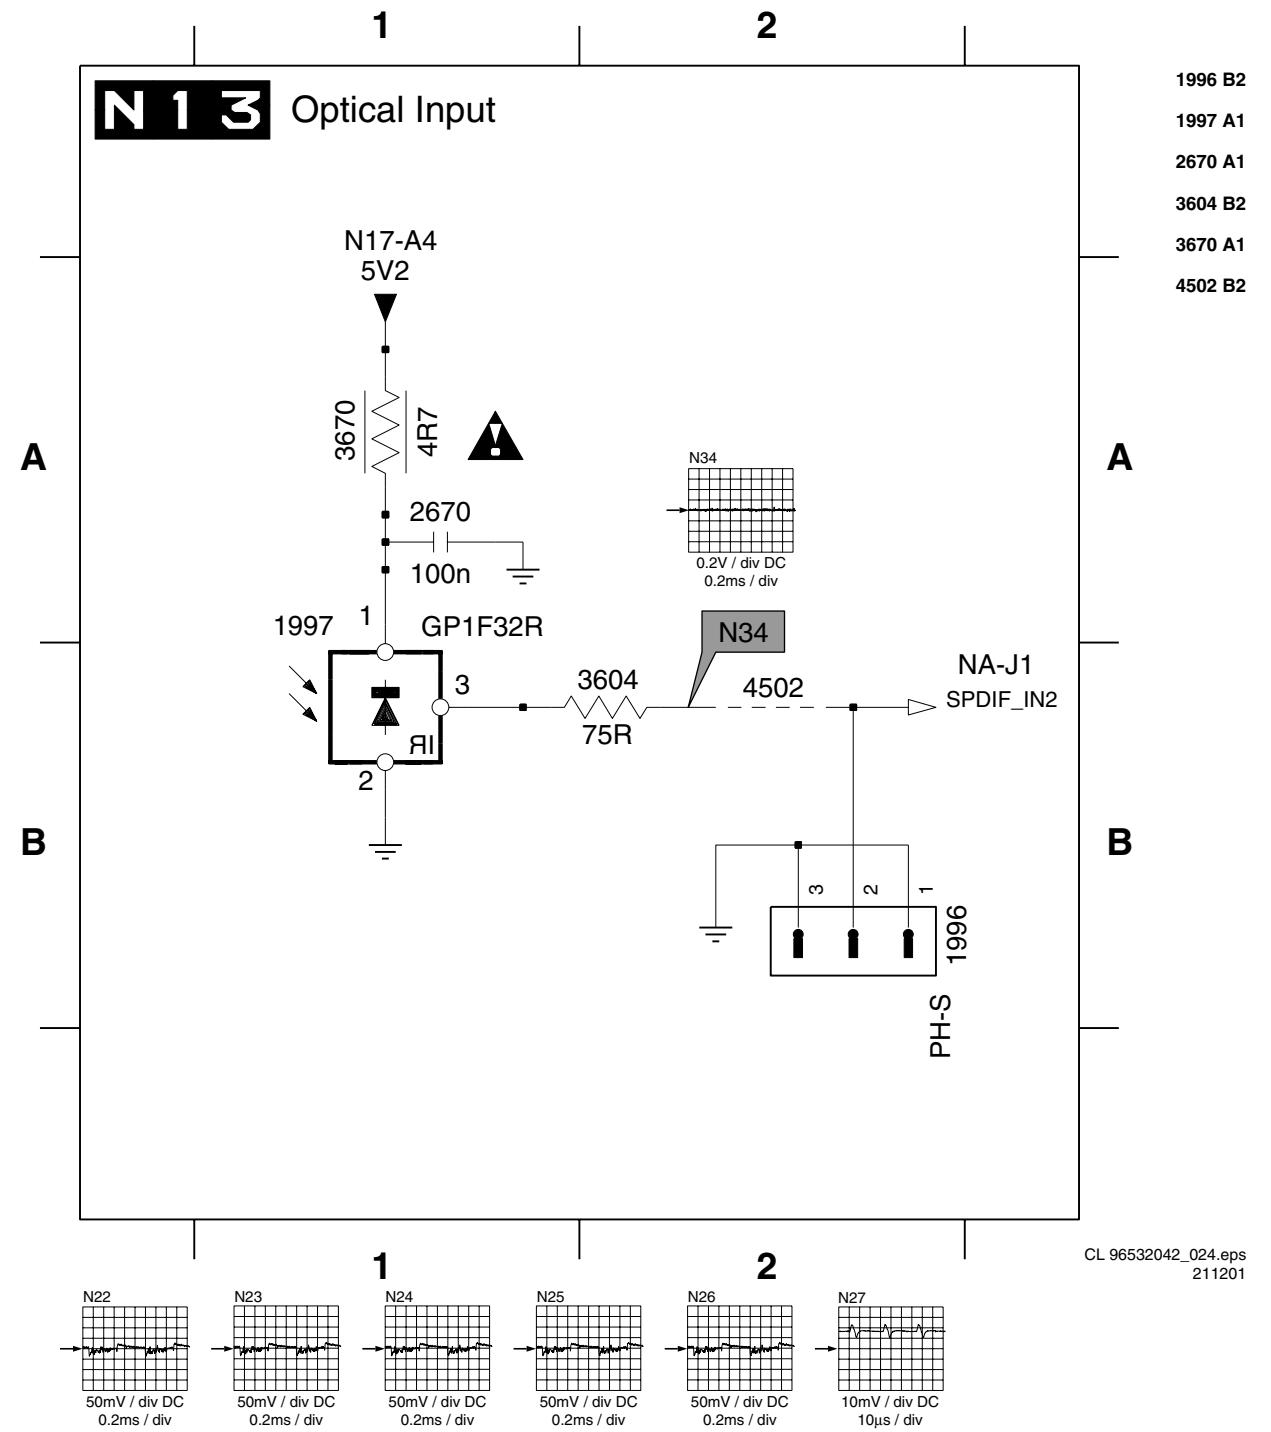 1 2
N13 Optical Input
1996 B2
1997 A1
2670 A1
3604 B2
3670 A1
4502 B2
N17-A4
5V2
3670
4R7
A A
N34
0.2V / div DC
0.2ms / div
2670
100n
1997
1
GP1F32R
3
2
IR
3604
75R
N34
4502
NA-J1
SPDIF_IN2
B B
3 2 1
1996
PH-S
CL 96532042_024.eps
211201
1 2
N22
50mV / div DC
0.2ms / div
N23
50mV / div DC
0.2ms / div
N24
50mV / div DC
0.2ms / div
N25
50mV / div DC
0.2ms / div
N26
50mV / div DC
0.2ms / div
N27
10mV / div DC
10µs / div